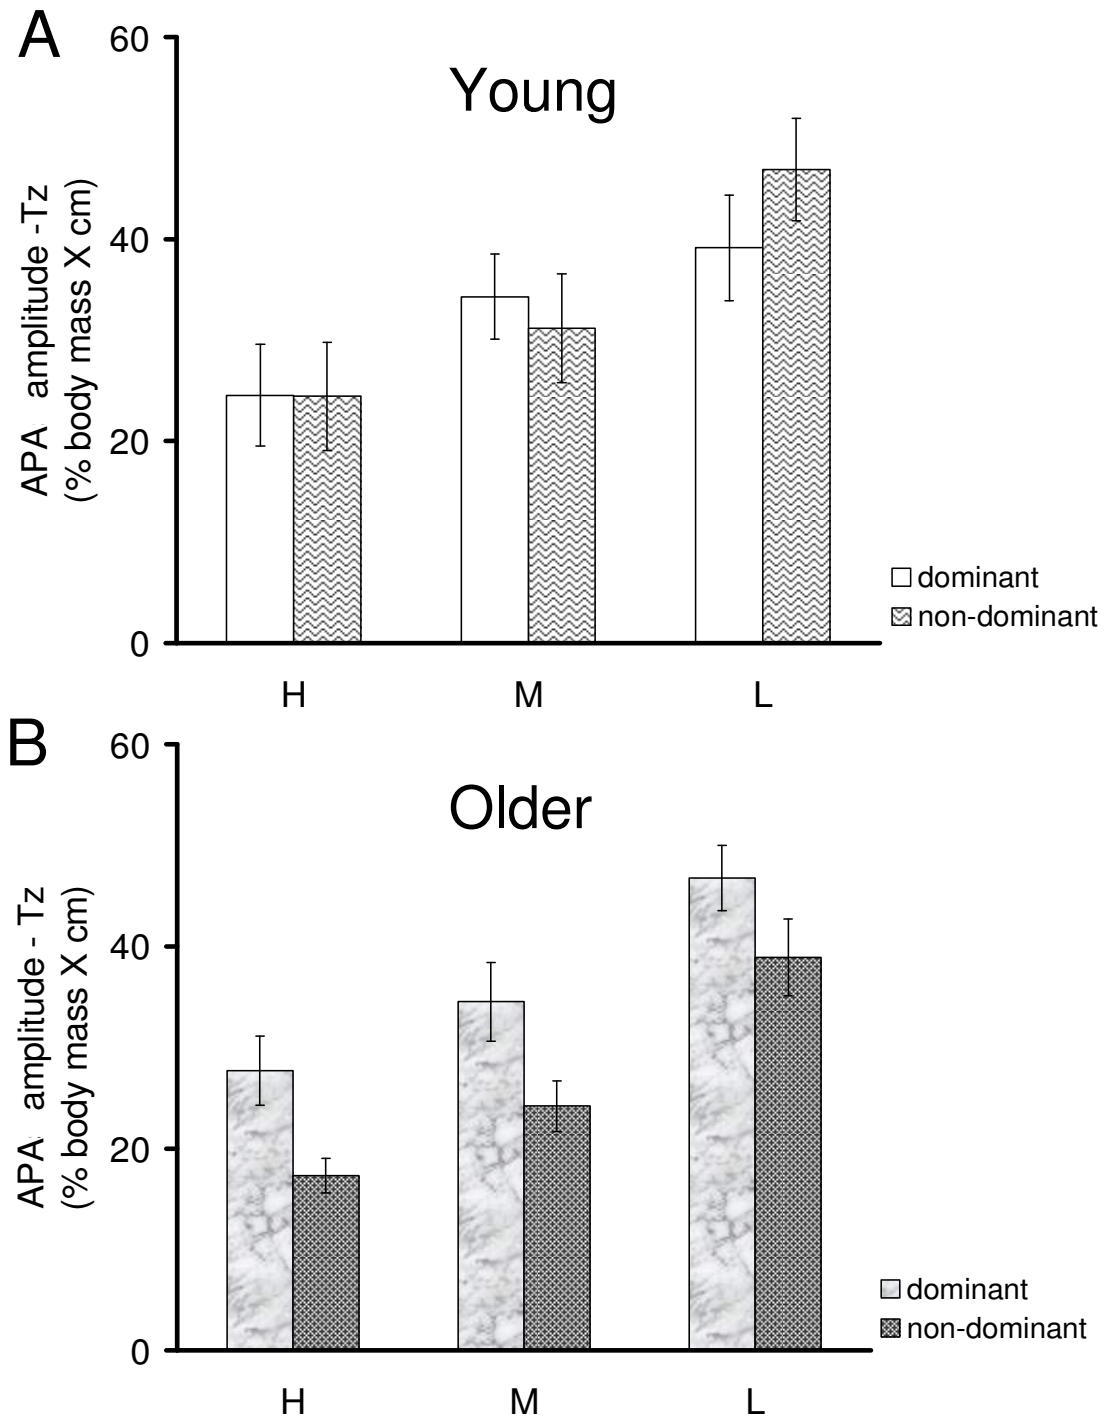 A
Young
60
40
20
0
APA amplitude -Tz
(% body mass X cm)
H M L
dominant
non-dominant
B
Older
60
40
20
0
APA amplitude - Tz
(% body mass X cm)
H M L
dominant
non-dominant